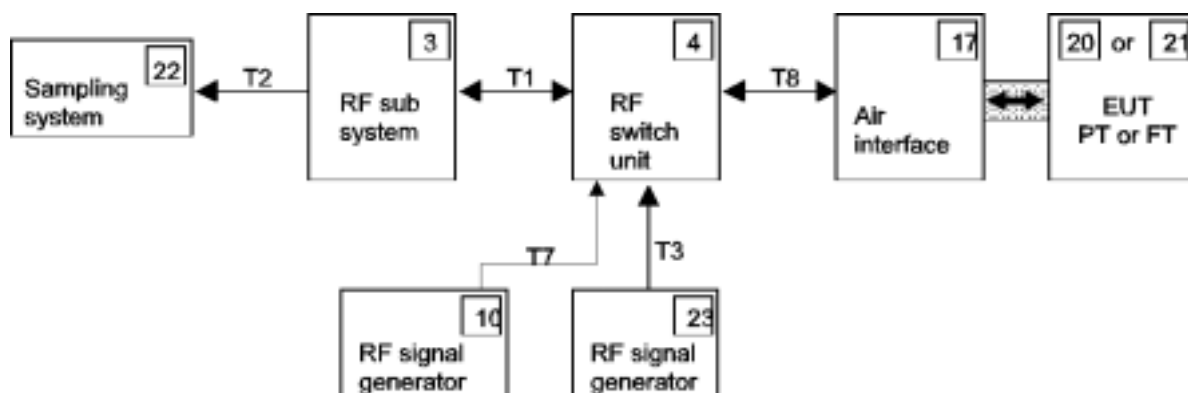 22
Sampling
system
T2
3
RF sub
system
T1
4
RF
switch
unit
T8
17
Air
interface
20 or 21
EUT
PT or FT
T7
T3
10
RF signal
generator
23
RF signal
generator